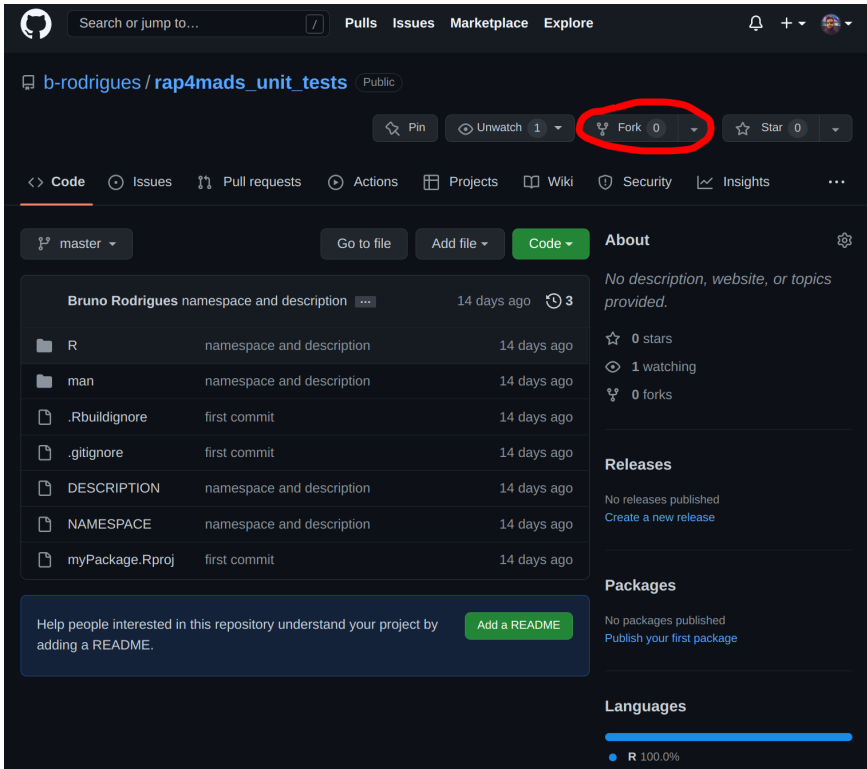 Search or jump to… /
Pulls Issues Marketplace Explore
b-rodrigues / rap4mads_unit_tests Public
Pin Unwatch 1 Fork 0 Star 0
Code Issues Pull requests Actions Projects Wiki Security Insights …
master Go to file Add file Code
Bruno Rodrigues namespace and description … 14 days ago 3
R namespace and description 14 days ago
man namespace and description 14 days ago
.Rbuildignore first commit 14 days ago
.gitignore first commit 14 days ago
DESCRIPTION namespace and description 14 days ago
NAMESPACE namespace and description 14 days ago
myPackage.Rproj first commit 14 days ago
Help people interested in this repository understand your project by
adding a README.
Add a README
About
No description, website, or topics
provided.
0 stars
1 watching
0 forks
Releases
No releases published
Create a new release
Packages
No packages published
Publish your first package
Languages
R 100.0%